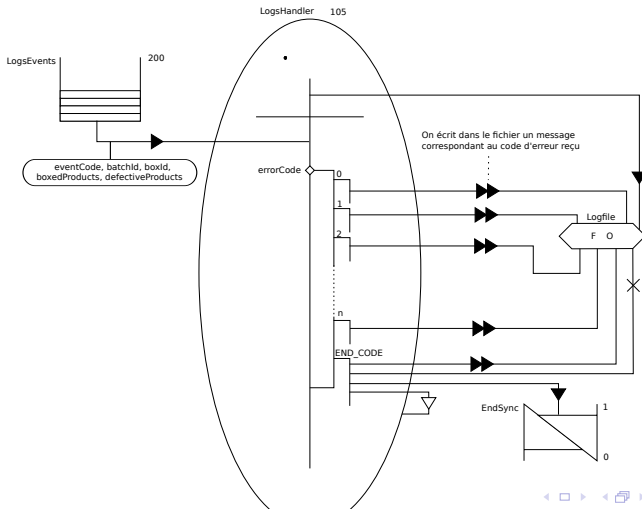 LogsHandler 105
LogsEvents
200
eventCode, batchId, boxId,
boxedProducts, defectiveProducts
On écrit dans le fichier un message
correspondant au code d'erreur reçu
errorCode
0
1
2
n
END_CODE
Logfile
F O
EndSync
1
0